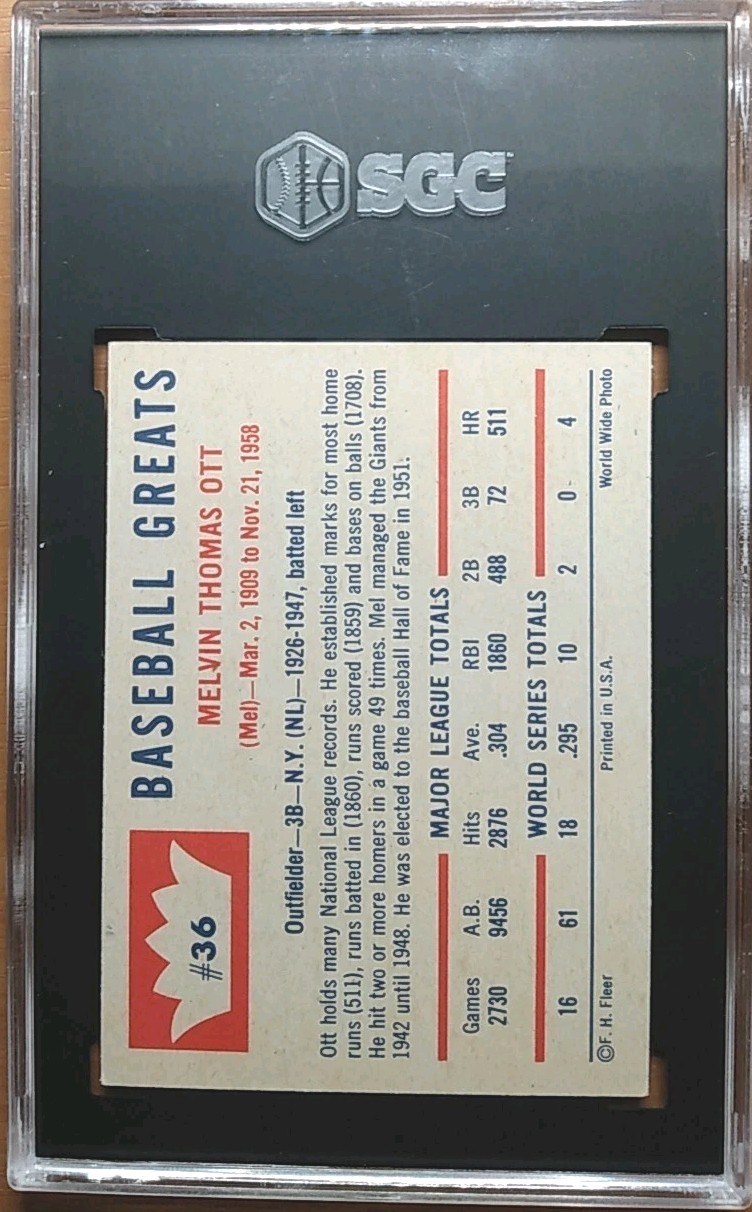 SGC
BASEBALL GREATS
#36
MELVIN THOMAS OTT
(Mel)—Mar. 2, 1909 to Nov. 21, 1958
Outfielder—3B—N.Y. (NL)—1926-1947, batted left
Ott holds many National League records. He established marks for most home
runs (511), runs batted in (1860), runs scored (1859) and bases on balls (1708).
He hit two or more homers in a game 49 times. Mel managed the Giants from
1942 until 1948. He was elected to the baseball Hall of Fame in 1951.
MAJOR LEAGUE TOTALS
Games A.B. Hits Ave. RBI 2B 3B HR
2730 9456 2876 .304 1860 488 72 511
WORLD SERIES TOTALS
16 61 18 .295 10 2 0 4
©F. H. Fleer Printed in U.S.A. World Wide Photo